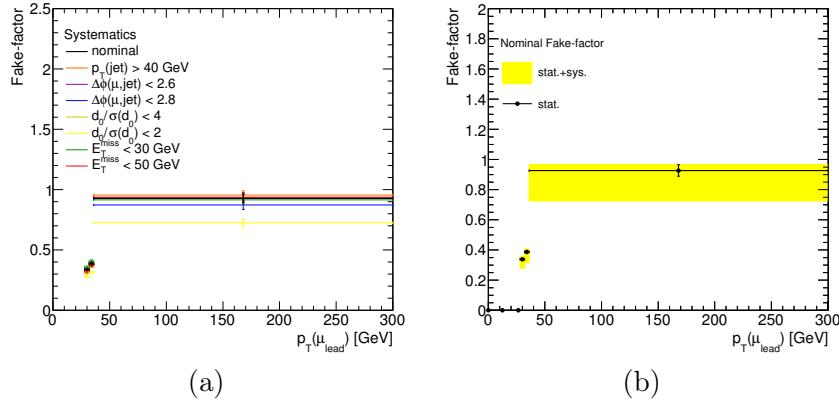 Fake-factor
2.5
2
1.5
1
0.5
0
0 50 100 150 200 250 300
p_T(μ_lead) [GeV]
Systematics
nominal
p_T(jet) > 40 GeV
Δϕ(μ,jet) < 2.6
Δϕ(μ,jet) < 2.8
d_0/σ(d_0) < 4
d_0/σ(d_0) < 2
E_T^miss < 30 GeV
E_T^miss < 50 GeV
(a)
Fake-factor
2
1.8
1.6
1.4
1.2
1
0.8
0.6
0.4
0.2
0
0 50 100 150 200 250 300
p_T(μ_lead) [GeV]
Nominal Fake-factor
stat.+sys.
stat.
(b)